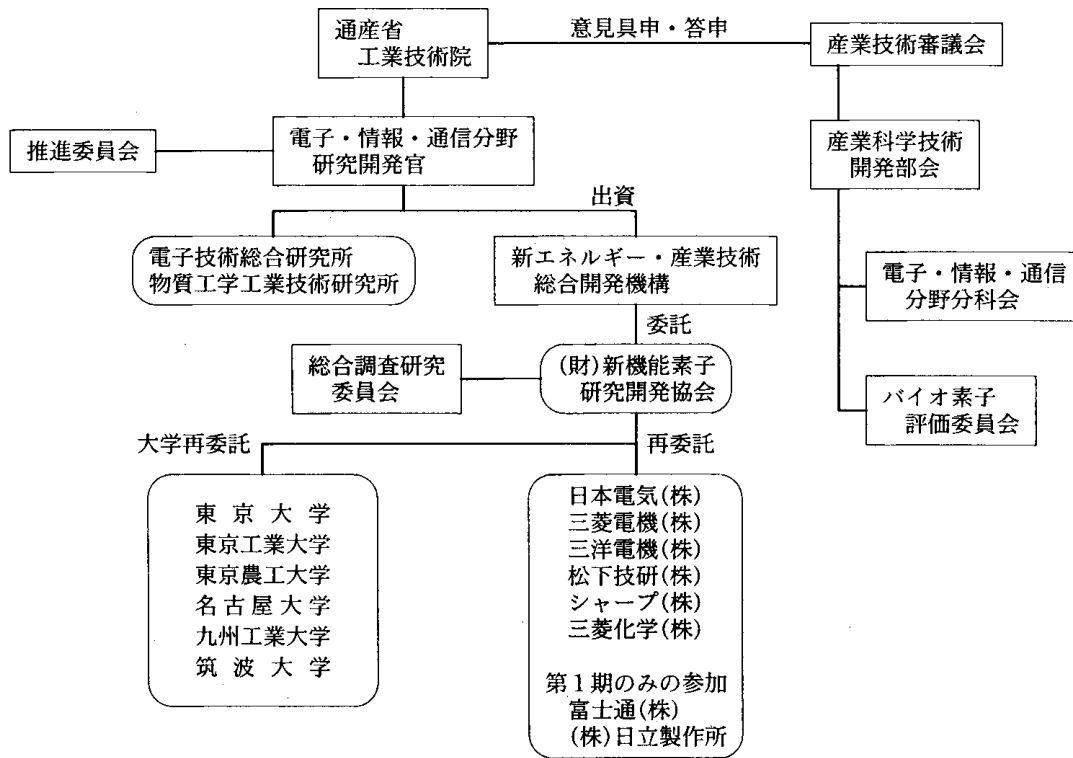 通産省
工業技術院
意見具申・答申
産業技術審議会
推進委員会
電子・情報・通信分野
研究開発官
産業科学技術
開発部会
出資
電子技術総合研究所
物質工学工業技術研究所
新エネルギー・産業技術
総合開発機構
電子・情報・通信
分野分科会
委託
総合調査研究
委員会
(財)新機能素子
研究開発協会
バイオ素子
評価委員会
大学再委託
再委託
東京大学
東京工業大学
東京農工大学
名古屋大学
九州工業大学
筑波大学
日本電気(株)
三菱電機(株)
三洋電機(株)
松下技研(株)
シャープ(株)
三菱化学(株)
第1期のみの参加
富士通(株)
(株)日立製作所